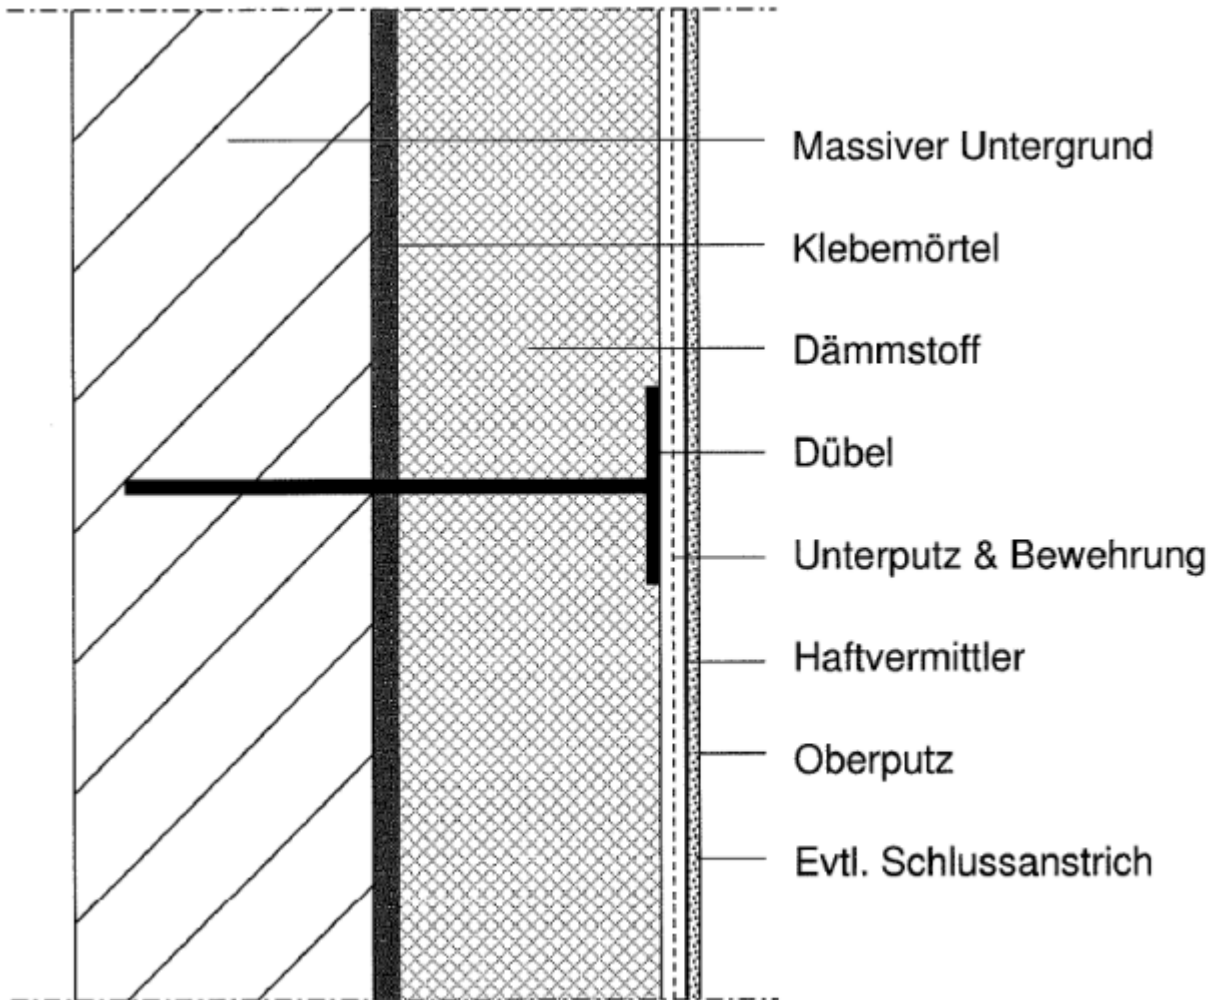 Massiver Untergrund
Klebemörtel
Dämmstoff
Dübel
Unterputz & Bewehrung
Haftvermittler
Oberputz
Evtl. Schlussanstrich